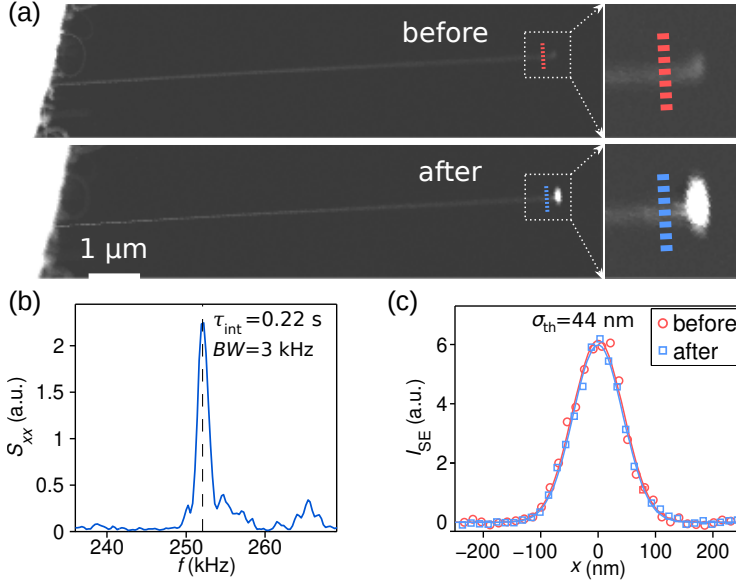 (a)
before
after
1 μm
(b)
τint=0.22 s
BW=3 kHz
Sxx (a.u.)
2
1.5
1
0.5
0
240
250
260
f (kHz)
(c)
σth=44 nm
before
after
ISE (a.u.)
6
4
2
0
−200
−100
0
100
200
x (nm)